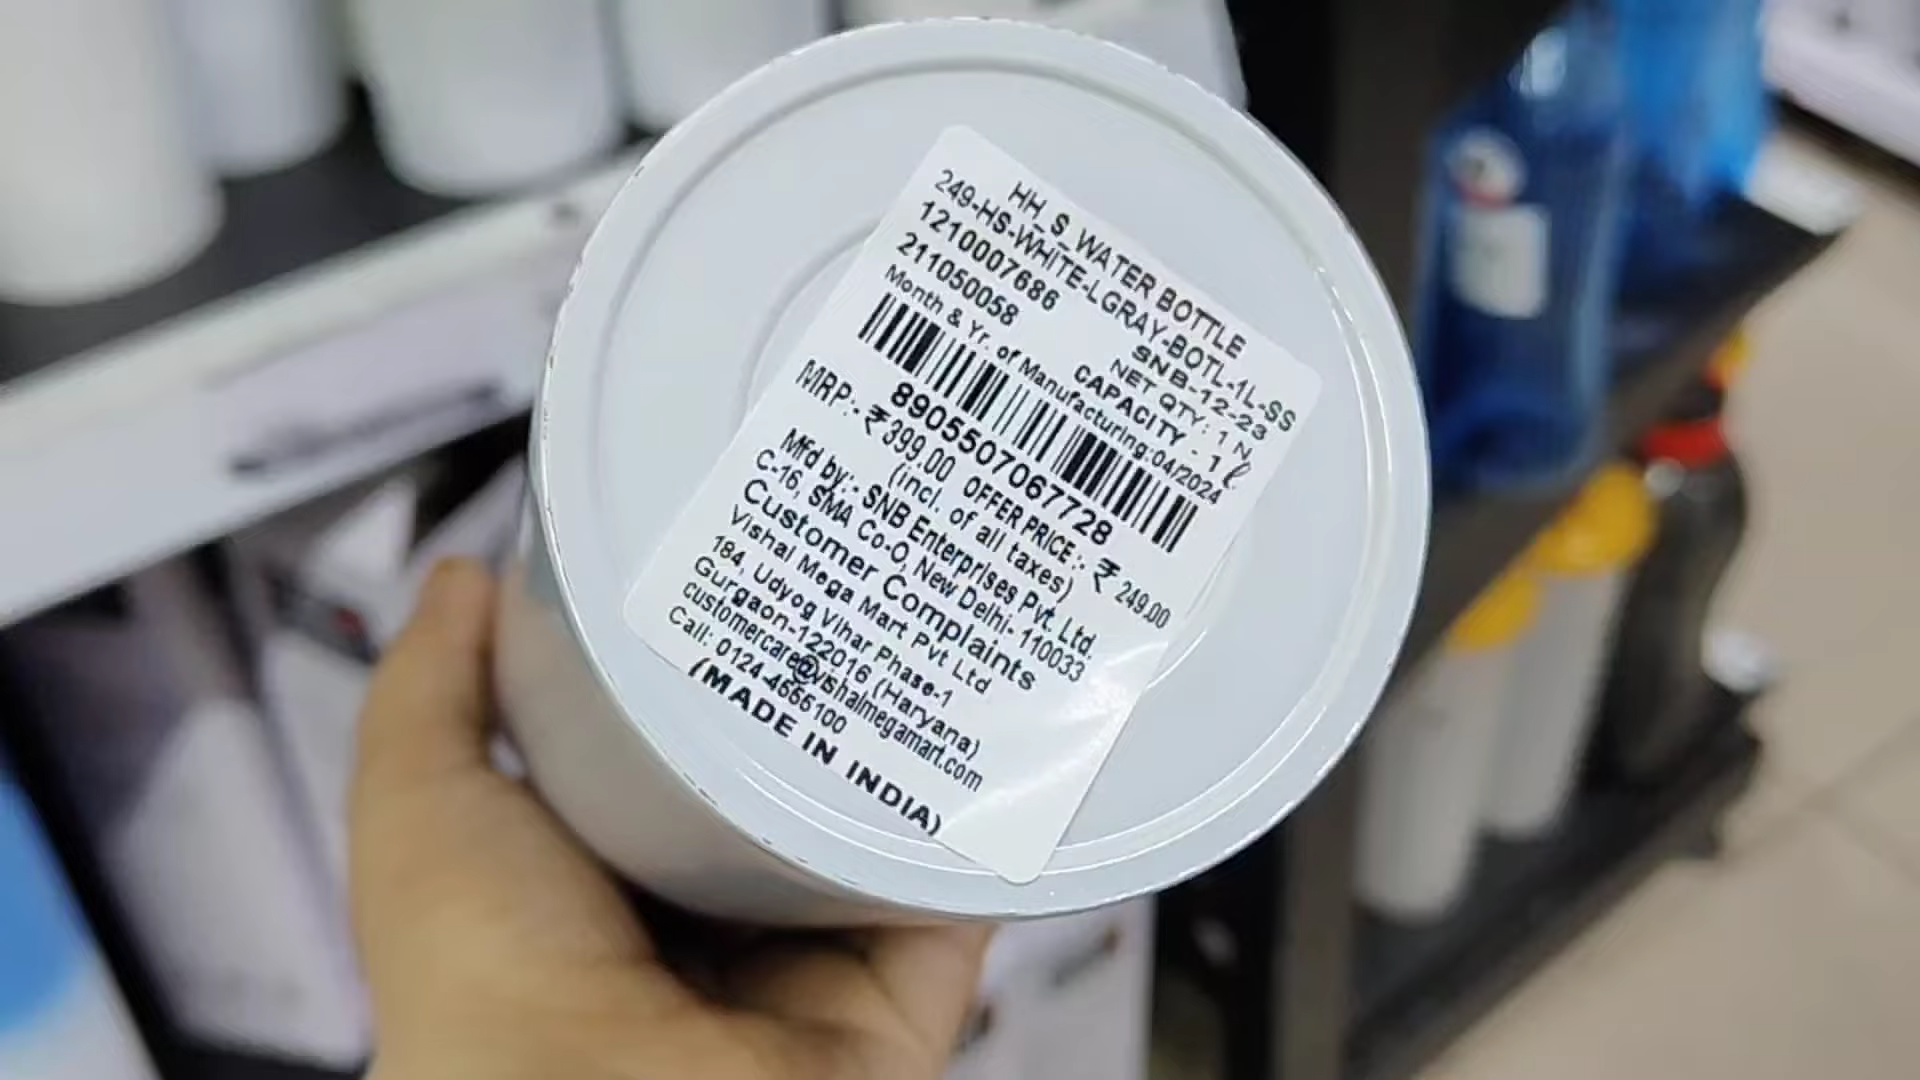 HH_S_WATER BOTTLE
249-HS-WHITE-LGRAY-BOTL-1L-SS
1210007686 SNB-12-23
211050058 NET QTY: 1 N
CAPACITY - 1 ℓ
Month & Yr. of Manufacturing:04/2024
8905507067728
MRP:- ₹ 399.00 OFFER PRICE:- ₹ 249.00
(incl. of all taxes)
Mfd by:- SNB Enterprises Pvt. Ltd.
C-16, SMA Co-O, New Delhi- 110033
Customer Complaints
Vishal Mega Mart Pvt Ltd
184, Udyog Vihar Phase-1
Gurgaon-122016 (Haryana)
customercare@vishalmegamart.com
Call: 0124-4555100
(MADE IN INDIA)